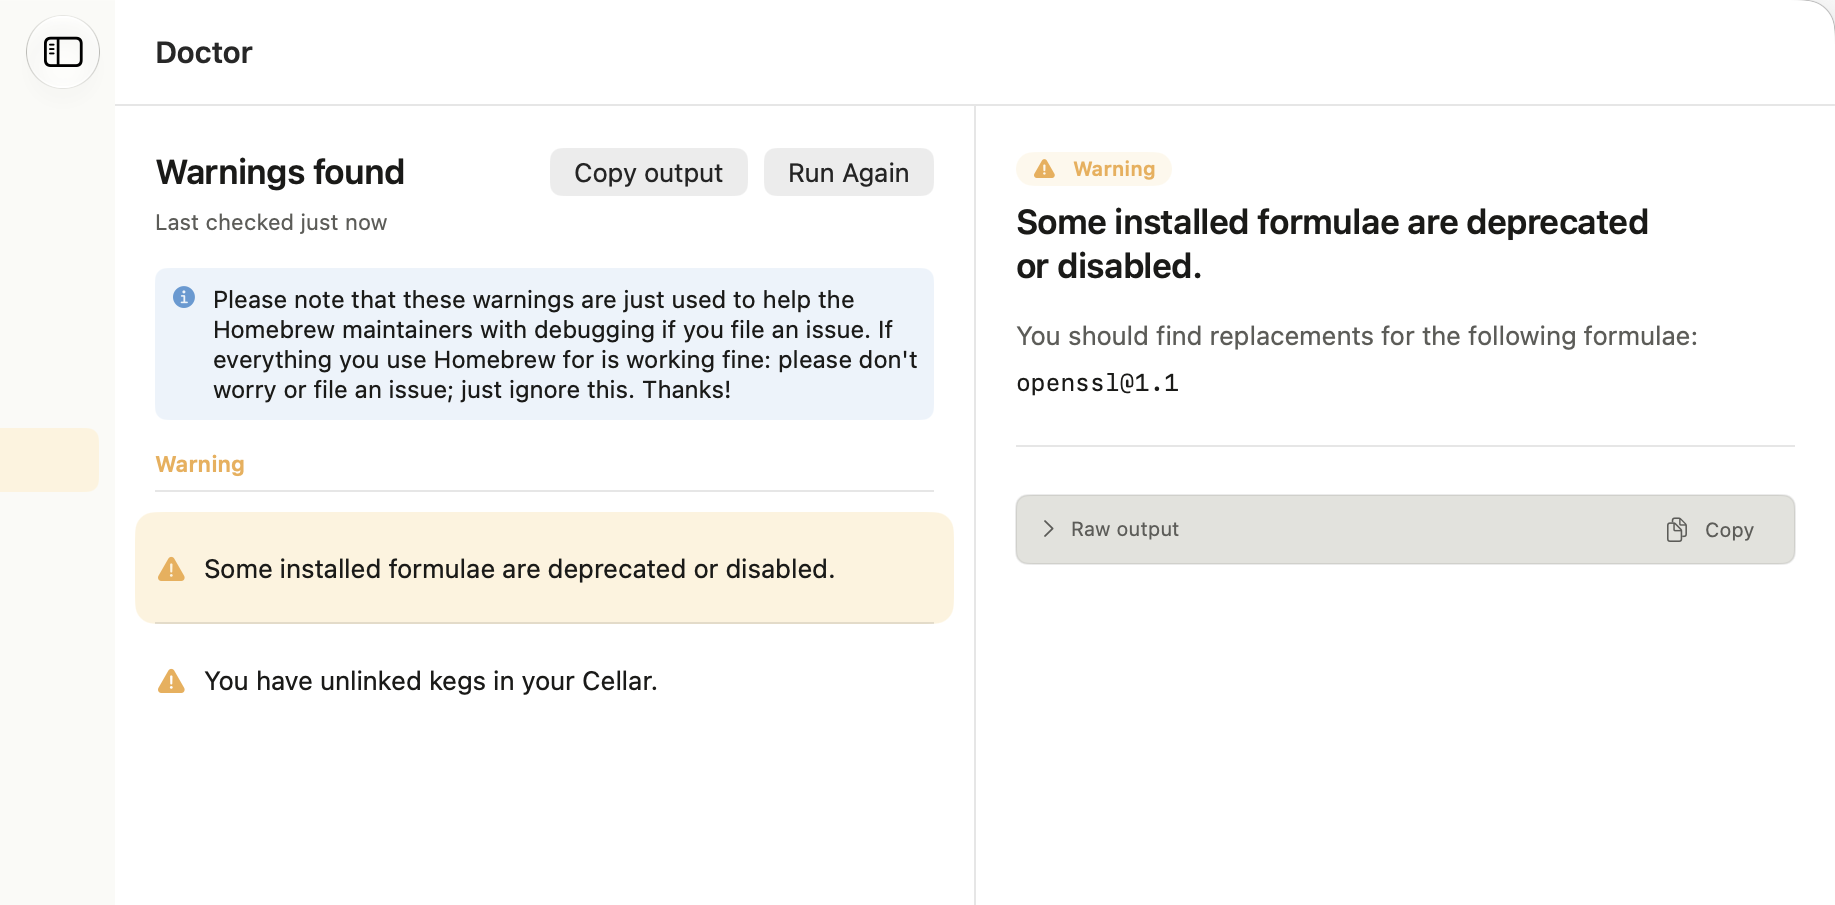 Doctor
Warnings found
Copy output
Run Again
Last checked just now
Please note that these warnings are just used to help the
Homebrew maintainers with debugging if you file an issue. If
everything you use Homebrew for is working fine: please don't
worry or file an issue; just ignore this. Thanks!
Warning
Some installed formulae are deprecated or disabled.
You have unlinked kegs in your Cellar.
Warning
Some installed formulae are deprecated
or disabled.
You should find replacements for the following formulae:
openssl@1.1
Raw output
Copy